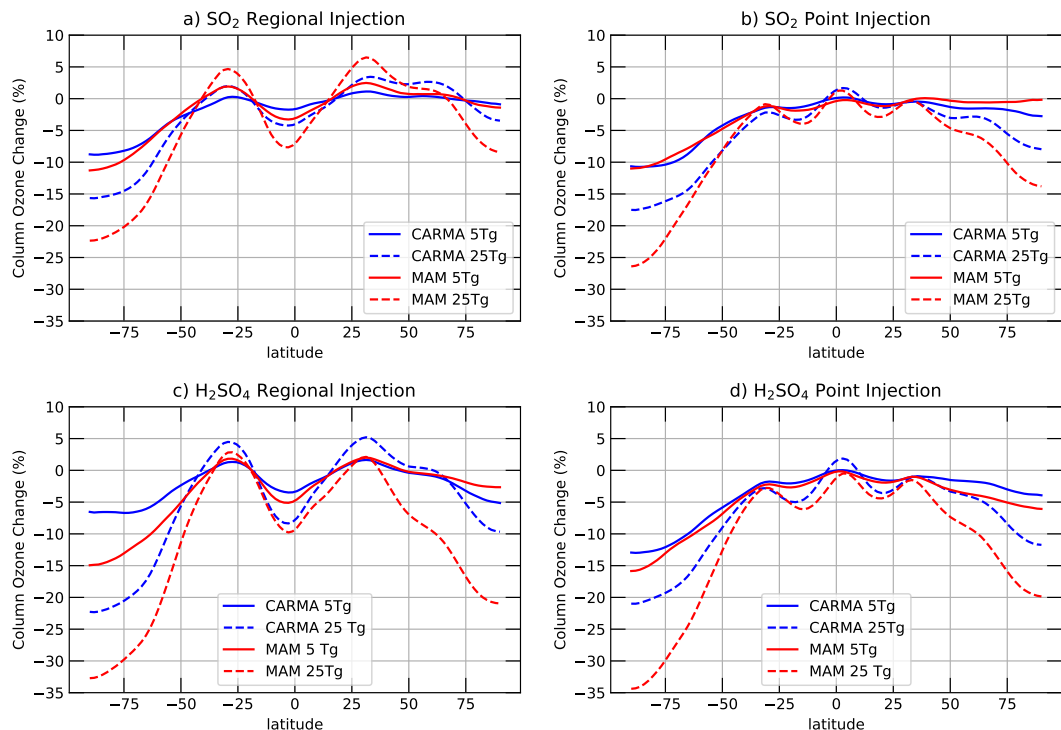 a) SO₂ Regional Injection
Column Ozone Change (%)
10
5
0
−5
−10
−15
−20
−25
−30
−35
−75
−50
−25
0
25
50
75
latitude
CARMA 5Tg
CARMA 25Tg
MAM 5Tg
MAM 25Tg
b) SO₂ Point Injection
Column Ozone Change (%)
10
5
0
−5
−10
−15
−20
−25
−30
−35
−75
−50
−25
0
25
50
75
latitude
CARMA 5Tg
CARMA 25Tg
MAM 5Tg
MAM 25Tg
c) H₂SO₄ Regional Injection
Column Ozone Change (%)
10
5
0
−5
−10
−15
−20
−25
−30
−35
−75
−50
−25
0
25
50
75
latitude
CARMA 5Tg
CARMA 25 Tg
MAM 5 Tg
MAM 25Tg
d) H₂SO₄ Point Injection
Column Ozone Change (%)
10
5
0
−5
−10
−15
−20
−25
−30
−35
−75
−50
−25
0
25
50
75
latitude
CARMA 5Tg
CARMA 25Tg
MAM 5Tg
MAM 25 Tg